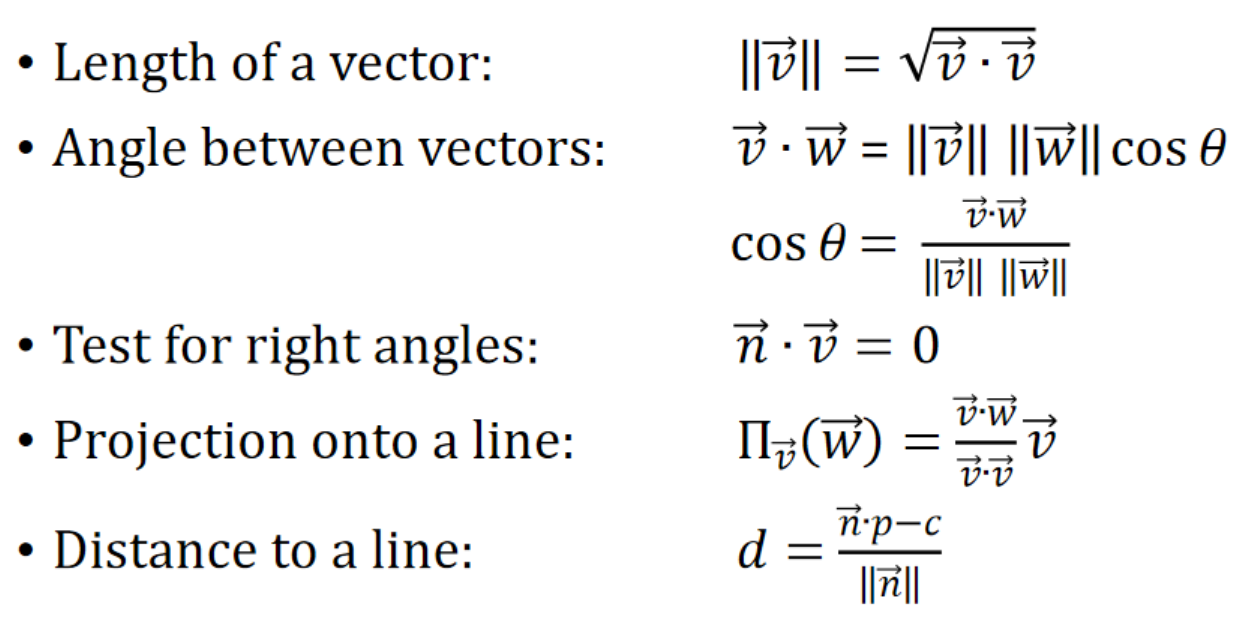 • Length of a vector: ‖v⃗‖ = √(v⃗ · v⃗)
• Angle between vectors: v⃗ · w⃗ = ‖v⃗‖ ‖w⃗‖ cos θ
cos θ = (v⃗·w⃗)/(‖v⃗‖ ‖w⃗‖)
• Test for right angles: n⃗ · v⃗ = 0
• Projection onto a line: Π_v⃗(w⃗) = (v⃗·w⃗)/(v⃗·v⃗) v⃗
• Distance to a line: d = (n⃗·p−c)/‖n⃗‖